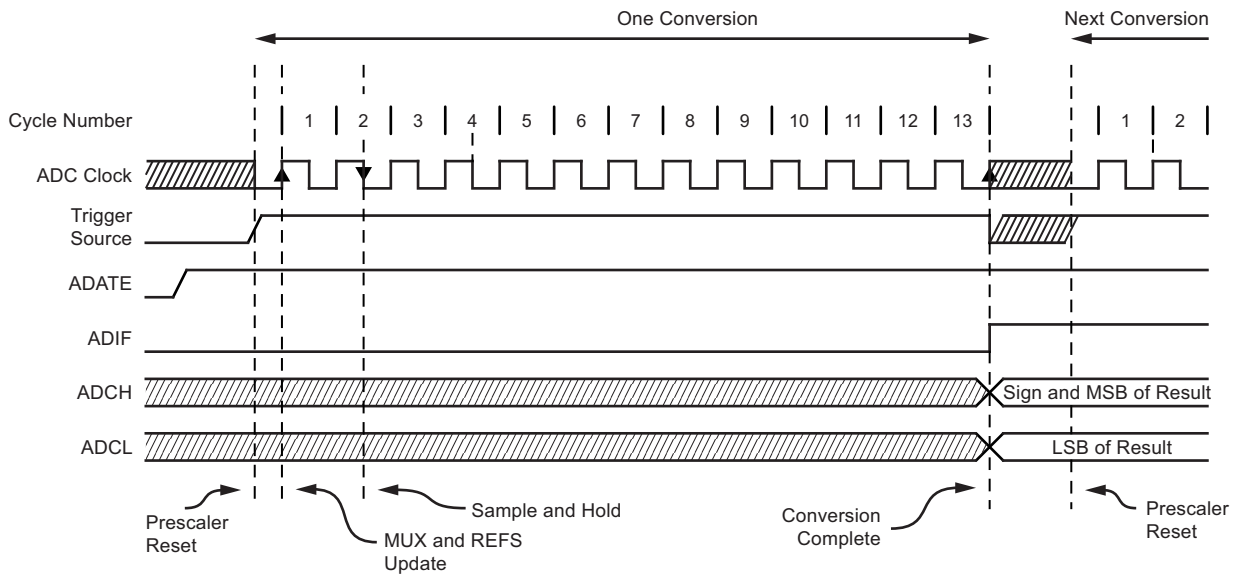 One Conversion
Next Conversion
Cycle Number
1 2 3 4 5 6 7 8 9 10 11 12 13 1 2
ADC Clock
Trigger
Source
ADATE
ADIF
ADCH
Sign and MSB of Result
ADCL
LSB of Result
Prescaler
Reset
MUX and REFS
Update
Sample and Hold
Conversion
Complete
Prescaler
Reset